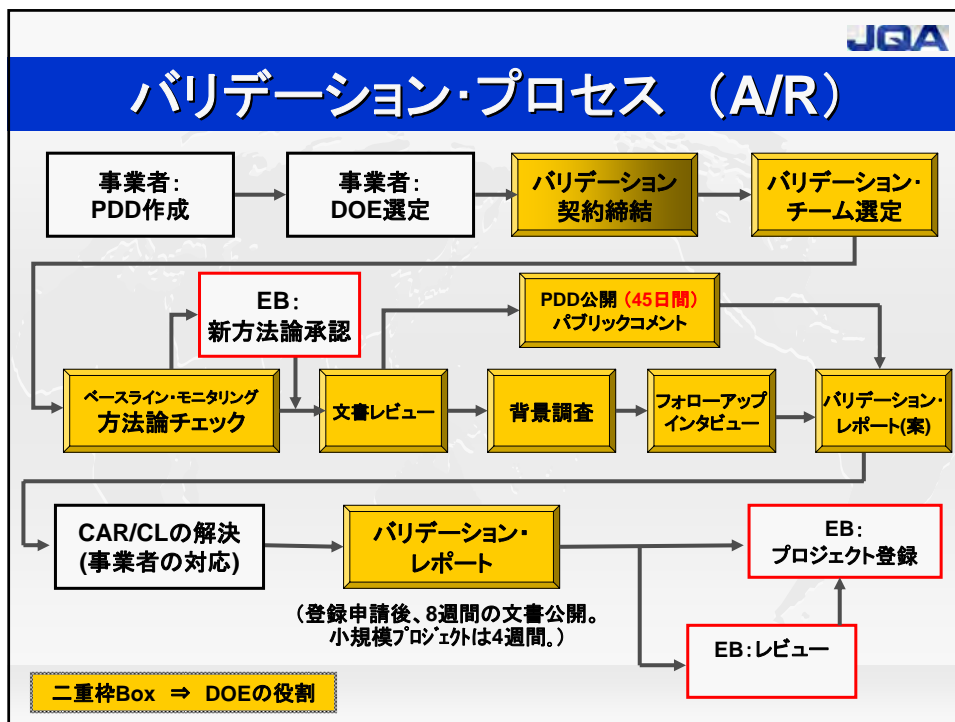 JQA
バリデーション・プロセス （A/R）
事業者：
PDD作成
事業者：
DOE選定
バリデーション
契約締結
バリデーション・
チーム選定
EB：
新方法論承認
PDD公開（45日間）
パブリックコメント
ベースライン・モニタリング
方法論チェック
文書レビュー
背景調査
フォローアップ
インタビュー
バリデーション・
レポート(案)
CAR/CLの解決
(事業者の対応)
バリデーション・
レポート
EB：
プロジェクト登録
（登録申請後、8週間の文書公開。
小規模プロジェクトは4週間。）
EB：レビュー
二重枠Box ⇒ DOEの役割